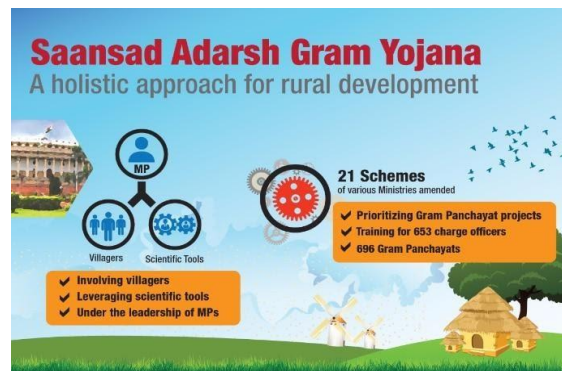 Saansad Adarsh Gram Yojana
A holistic approach for rural development
MP
Villagers
Scientific Tools
Involving villagers
Leveraging scientific tools
Under the leadership of MPs
21 Schemes
of various Ministries amended
Prioritizing Gram Panchayat projects
Training for 653 charge officers
696 Gram Panchayats